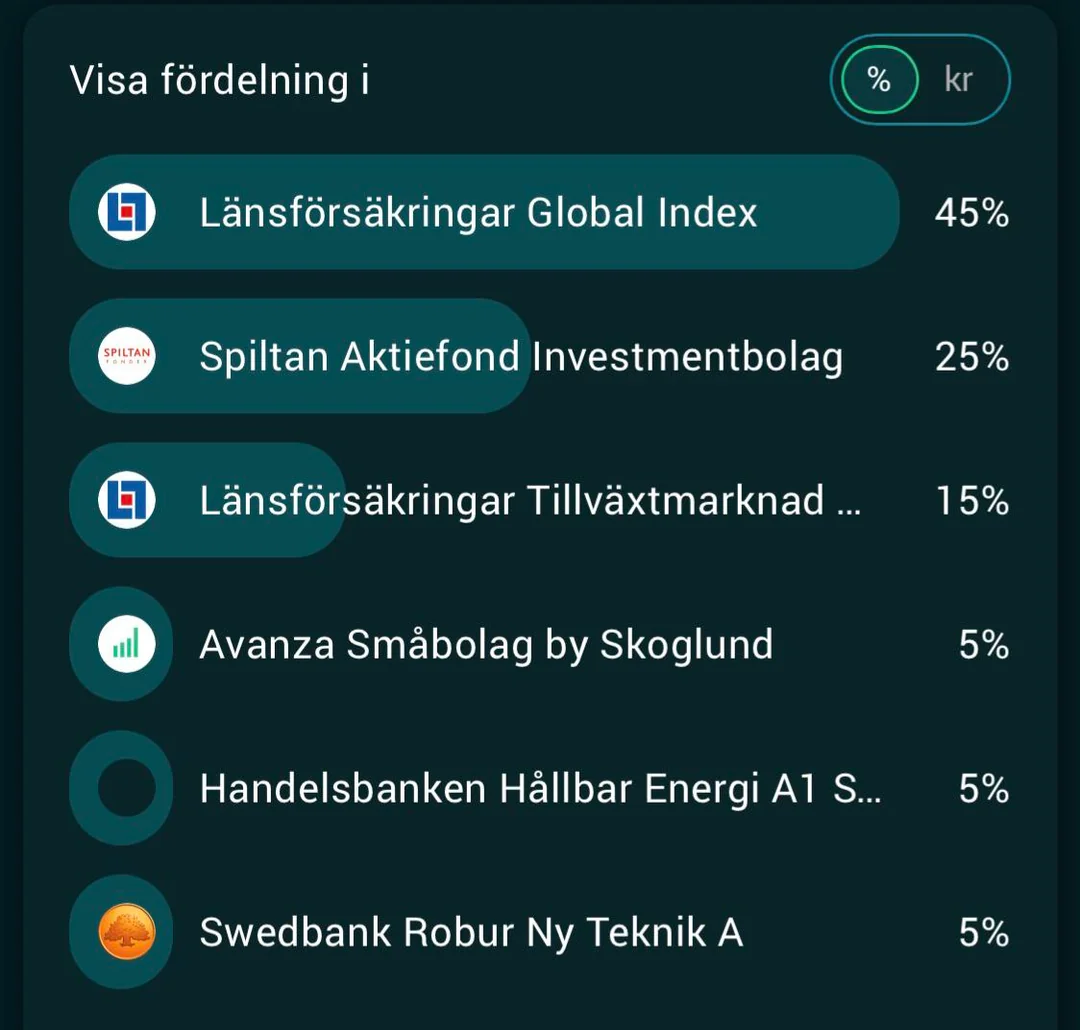 Visa fördelning i
% kr
Länsförsäkringar Global Index 45%
SPILTAN
FONDER
Spiltan Aktiefond Investmentbolag 25%
Länsförsäkringar Tillväxtmarknad ... 15%
Avanza Småbolag by Skoglund 5%
Handelsbanken Hållbar Energi A1 S... 5%
Swedbank Robur Ny Teknik A 5%